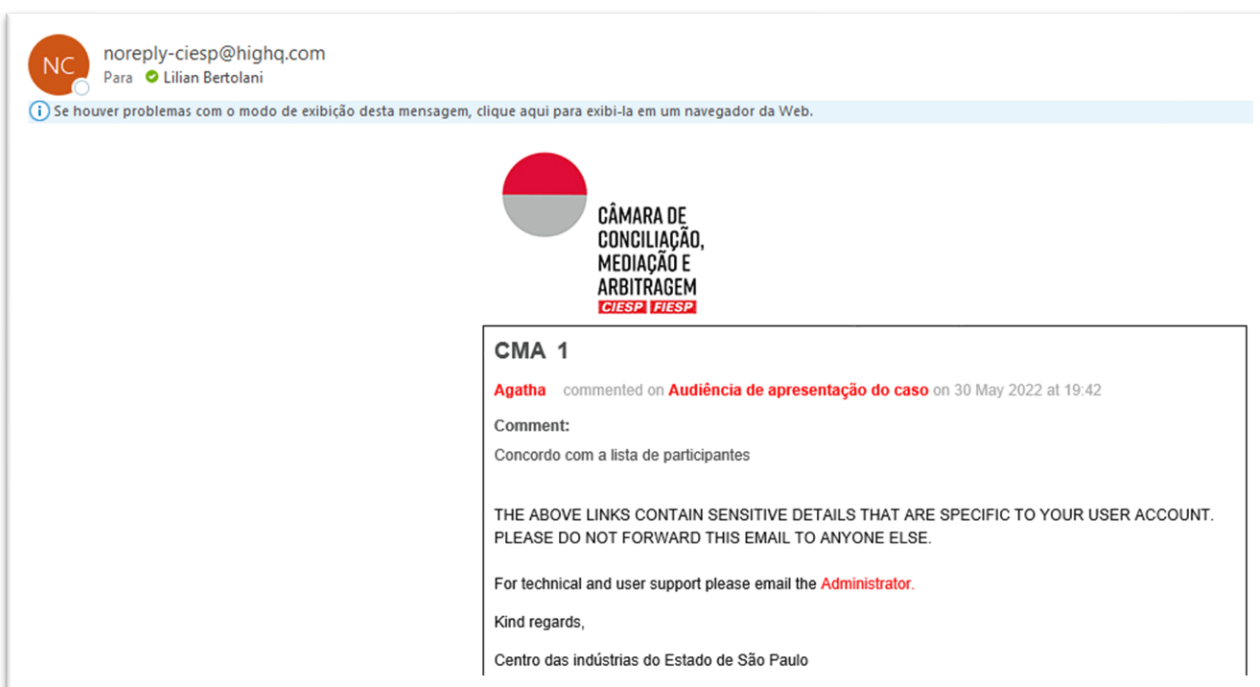 NC
noreply-ciesp@highq.com
Para Lilian Bertolani
Se houver problemas com o modo de exibição desta mensagem, clique aqui para exibi-la em um navegador da Web.
CÂMARA DE
CONCILIAÇÃO,
MEDIAÇÃO E
ARBITRAGEM
CIESP FIESP
CMA 1
Agatha commented on Audiência de apresentação do caso on 30 May 2022 at 19:42
Comment:
Concordo com a lista de participantes
THE ABOVE LINKS CONTAIN SENSITIVE DETAILS THAT ARE SPECIFIC TO YOUR USER ACCOUNT.
PLEASE DO NOT FORWARD THIS EMAIL TO ANYONE ELSE.
For technical and user support please email the Administrator.
Kind regards,
Centro das indústrias do Estado de São Paulo